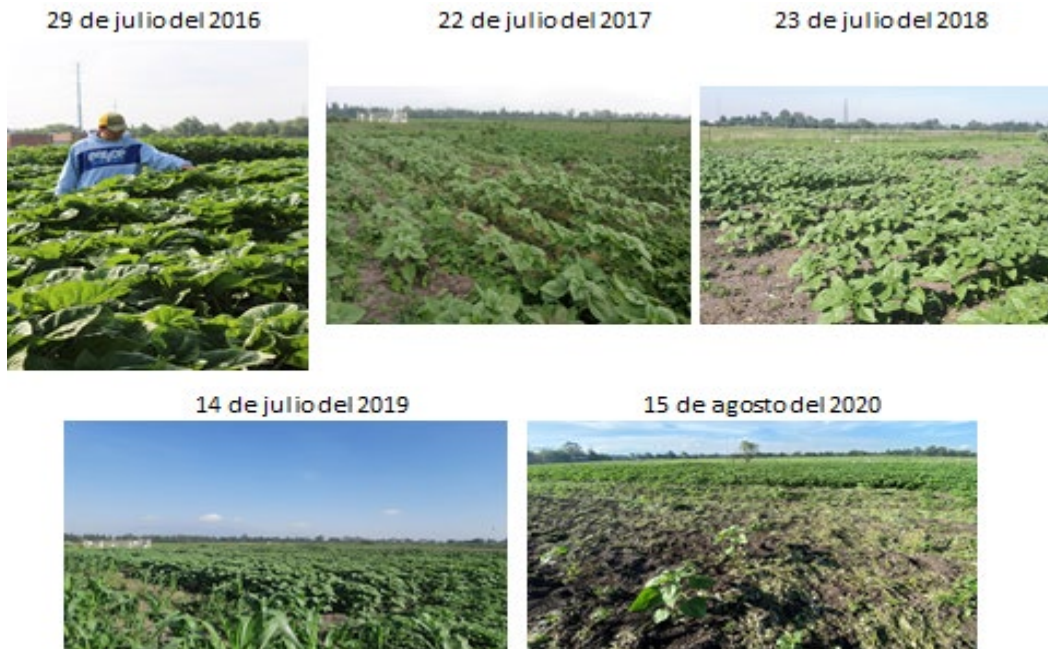 29 de julio del 2016
22 de julio del 2017
23 de julio del 2018
14 de julio del 2019
15 de agosto del 2020